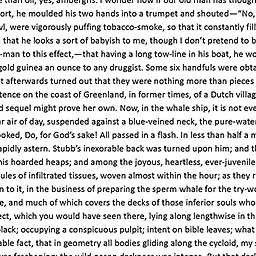 than oil, yes, ambergris. I wonder now if our old man has thoug
ort, he moulded his two hands into a trumpet and shouted—"No,
vl, were vigorously puffing tobacco-smoke, so that it constantly fill
that he looks a sort of babyish to me, though I don't pretend to b
-man to this effect,—that having a long tow-line in his boat, he wo
gold guinea an ounce to any druggist. Some six handfuls were obta
t afterwards turned out that they were nothing more than pieces
tence on the coast of Greenland, in former times, of a Dutch villag
d sequel might prove her own. Now, in the whale ship, it is not eve
ar air of day, suspended against a blue-veined neck, the pure-water
ooked, Do, for God's sake! All passed in a flash. In less than half a m
rapidly astern. Stubb's inexorable back was turned upon him; and th
his hoarded heaps; and among the joyous, heartless, ever-juvenile
ules of infiltrated tissues, woven almost within the hour; as they r
n to it, in the business of preparing the sperm whale for the try-wo
e, and much of which covers the decks of those inferior souls who
ect, which you would have seen there, lying along lengthwise in th
black; occupying a conspicuous pulpit; intent on bible leaves; what
able fact, that in geometry all bodies gliding along the cycloid, my s